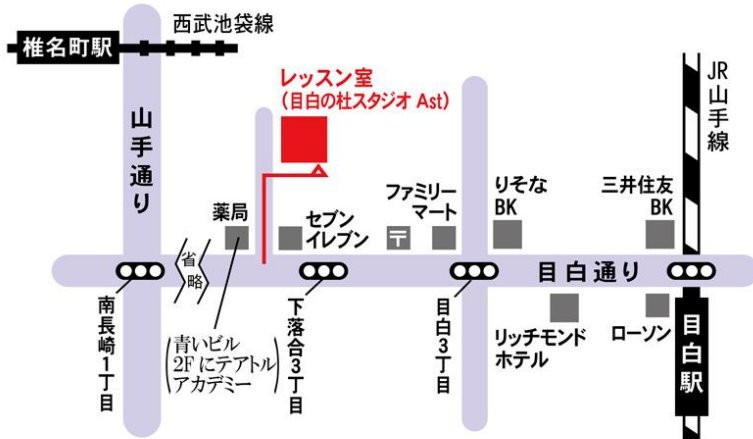 西武池袋線
椎名町駅
山手通り
レッスン室
(目白の杜スタジオ Ast)
JR山手線
薬局
セブン
イレブン
〒
ファミリー
マート
りそな
BK
三井住友
BK
省略
目白通り
南長崎1丁目
(青いビル
2Fにテアトル
アカデミー)
下落合3丁目
目白3丁目
リッチモンド
ホテル
ローソン
目白駅